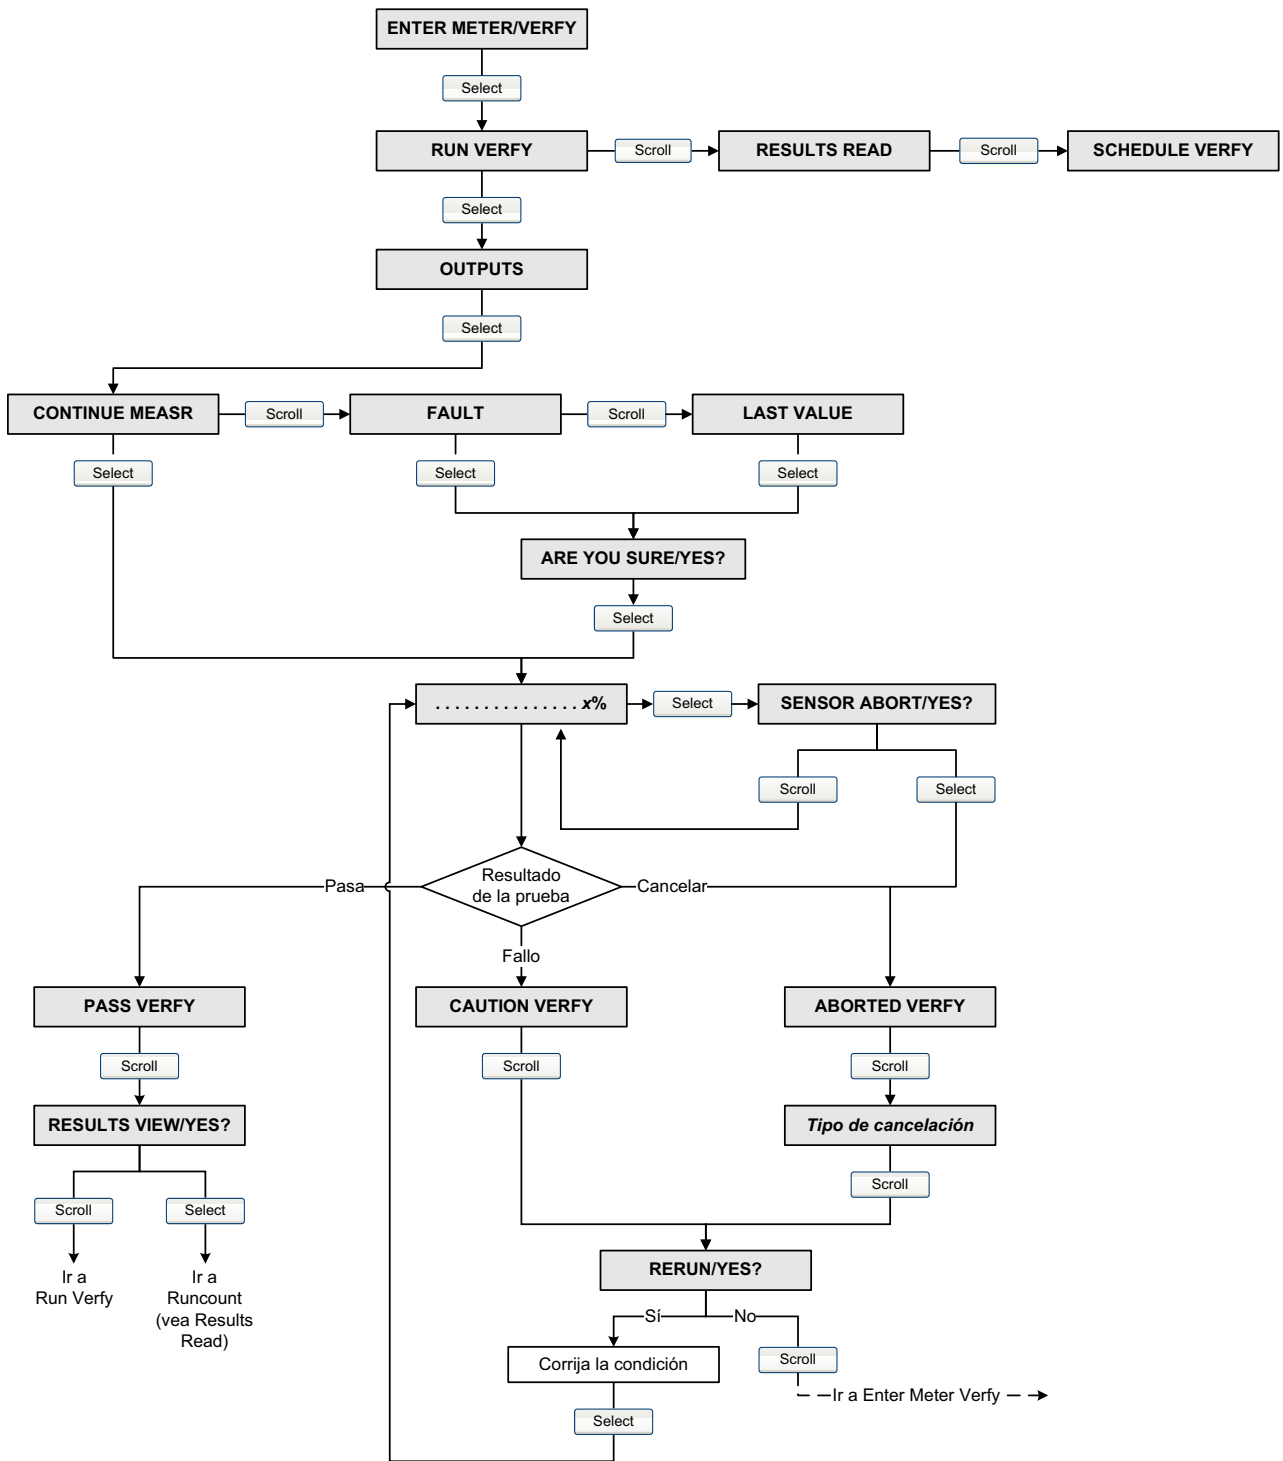 ENTER METER/VERFY
Select
RUN VERFY
Scroll
RESULTS READ
Scroll
SCHEDULE VERFY
Select
OUTPUTS
Select
CONTINUE MEASR
Scroll
FAULT
Scroll
LAST VALUE
Select
Select
Select
ARE YOU SURE/YES?
Select
. . . . . . . . . . . . . . . x%
Select
SENSOR ABORT/YES?
Scroll
Select
Pasa
Resultado
de la prueba
Cancelar
Fallo
PASS VERFY
CAUTION VERFY
ABORTED VERFY
Scroll
Scroll
Scroll
RESULTS VIEW/YES?
Tipo de cancelación
Scroll
Scroll
Select
Ir a
Run Verfy
Ir a
Runcount
(vea Results
Read)
RERUN/YES?
Sí
No
Corrija la condición
Scroll
Ir a Enter Meter Verfy
Select